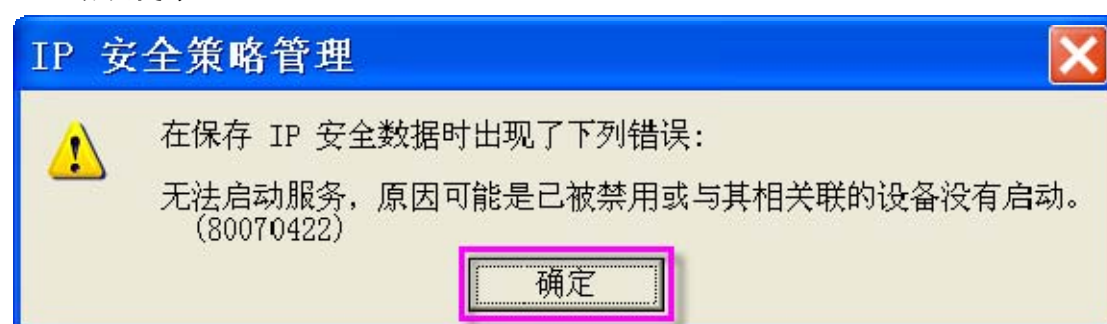 IP 安全策略管理
在保存 IP 安全数据时出现了下列错误:
无法启动服务，原因可能是已被禁用或与其相关联的设备没有启动。
(80070422)
确定